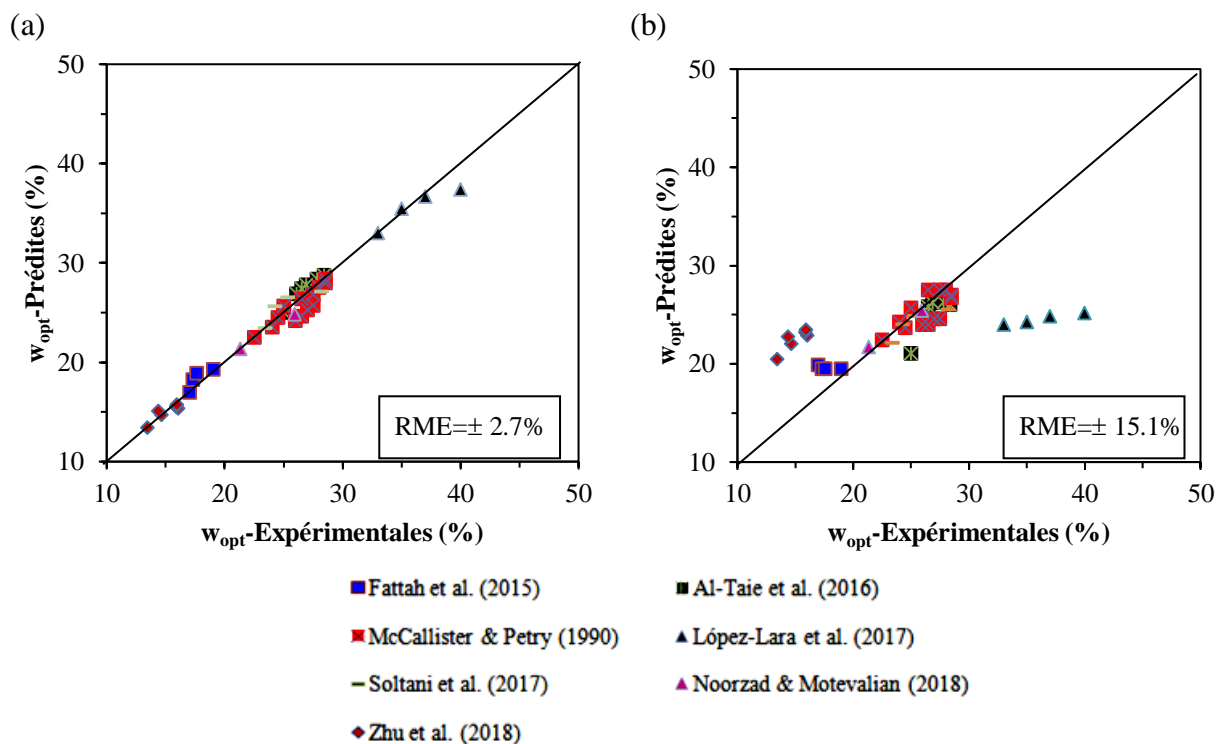 (a)
(b)
50
40
30
20
10
w_opt-Prédites (%)
RME=± 2.7%
10 20 30 40 50
w_opt-Expérimentales (%)
50
40
30
20
10
w_opt-Prédites (%)
RME=± 15.1%
10 20 30 40 50
w_opt-Expérimentales (%)
Fattah et al. (2015)
Al-Taie et al. (2016)
McCallister & Petry (1990)
López-Lara et al. (2017)
Soltani et al. (2017)
Noorzad & Motevalian (2018)
Zhu et al. (2018)